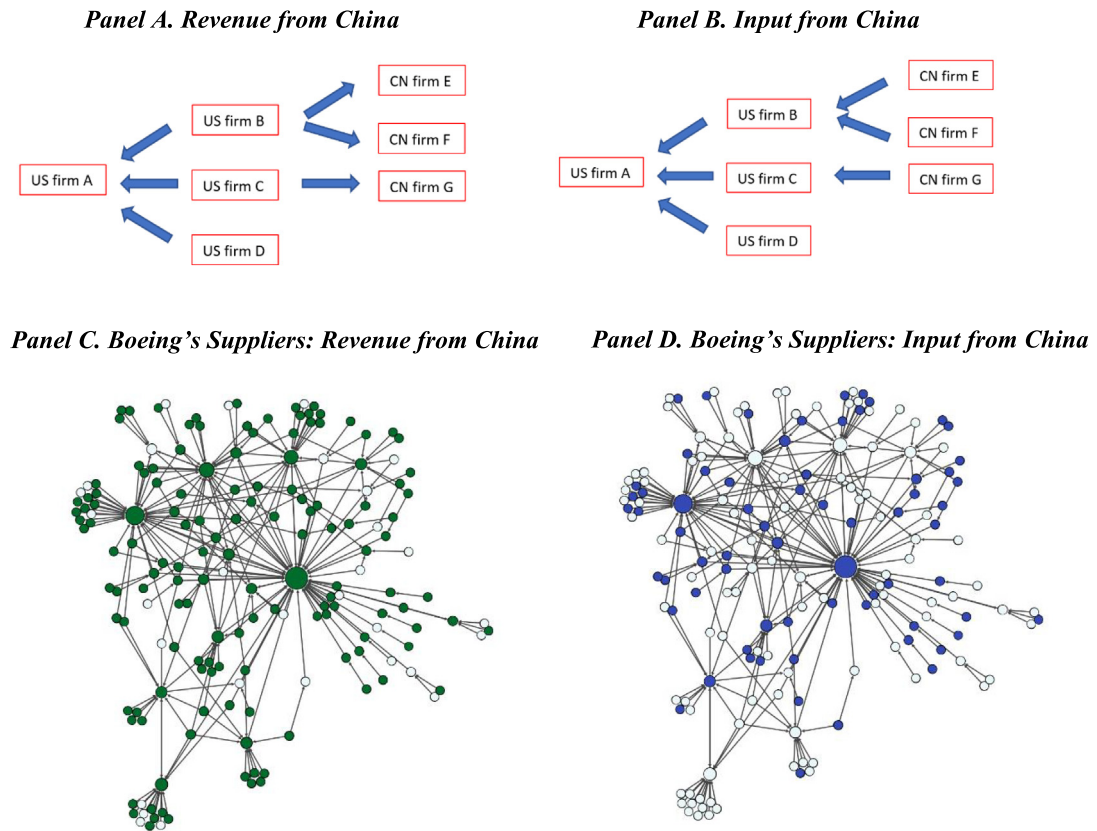 Panel A. Revenue from China
Panel B. Input from China
CN firm E
US firm B
CN firm F
US firm A
US firm C
CN firm G
US firm D
CN firm E
US firm B
CN firm F
US firm A
US firm C
CN firm G
US firm D
Panel C. Boeing’s Suppliers: Revenue from China
Panel D. Boeing’s Suppliers: Input from China